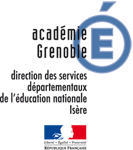 académie
Grenoble
direction des services
départementaux
de l'éducation nationale
Isère
Liberté • Égalité • Fraternité
RÉPUBLIQUE FRANÇAISE